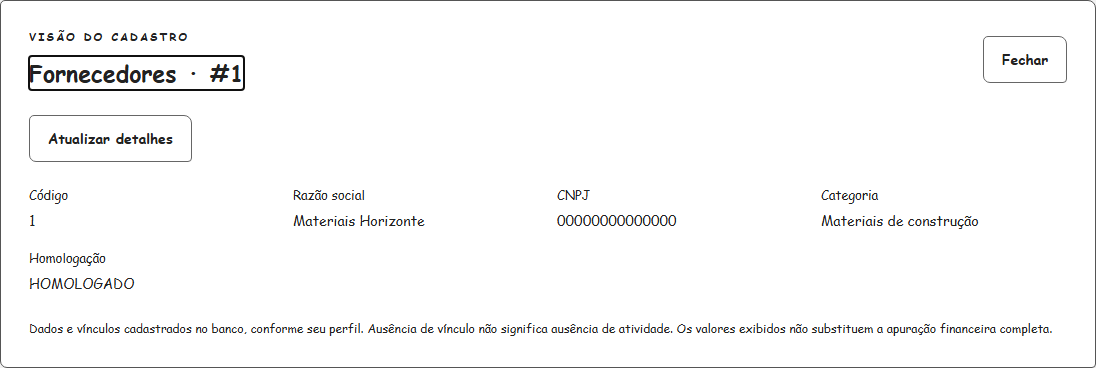 VISÃO DO CADASTRO
Fornecedores · #1
Fechar
Atualizar detalhes
Código
Razão social
CNPJ
Categoria
1
Materiais Horizonte
00000000000000
Materiais de construção
Homologação
HOMOLOGADO
Dados e vínculos cadastrados no banco, conforme seu perfil. Ausência de vínculo não significa ausência de atividade. Os valores exibidos não substituem a apuração financeira completa.